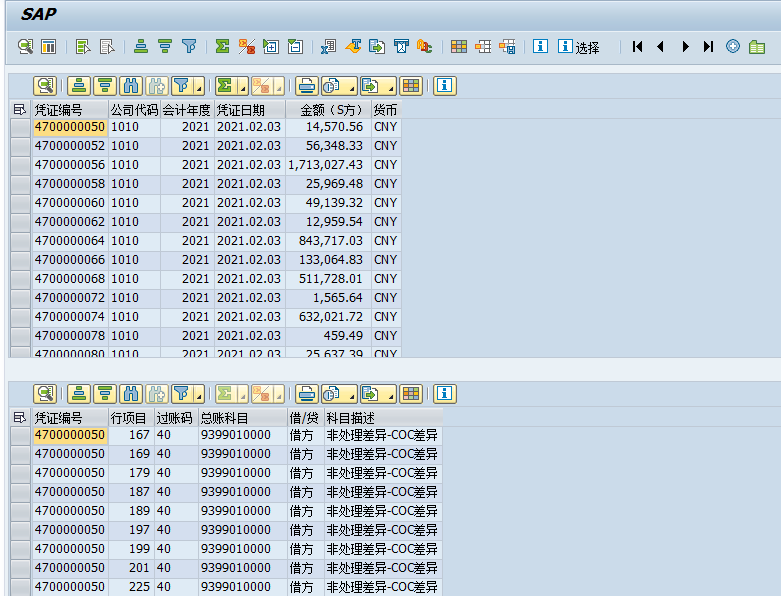 SAP
选择
凭证编号 公司代码 会计年度 凭证日期 金额（S方） 货币
4700000050 1010 2021 2021.02.03 14,570.56 CNY
4700000052 1010 2021 2021.02.03 56,348.33 CNY
4700000056 1010 2021 2021.02.03 1,713,027.43 CNY
4700000058 1010 2021 2021.02.03 25,969.48 CNY
4700000060 1010 2021 2021.02.03 49,139.32 CNY
4700000062 1010 2021 2021.02.03 12,959.54 CNY
4700000064 1010 2021 2021.02.03 843,717.03 CNY
4700000066 1010 2021 2021.02.03 133,064.83 CNY
4700000068 1010 2021 2021.02.03 511,728.01 CNY
4700000072 1010 2021 2021.02.03 1,565.64 CNY
4700000074 1010 2021 2021.02.03 632,021.72 CNY
4700000078 1010 2021 2021.02.03 459.49 CNY
4700000080 1010 2021 2021.02.03 25,637.39 CNY
凭证编号 行项目 过账码 总账科目 借/贷 科目描述
4700000050 167 40 9399010000 借方 非处理差异-COC差异
4700000050 169 40 9399010000 借方 非处理差异-COC差异
4700000050 179 40 9399010000 借方 非处理差异-COC差异
4700000050 187 40 9399010000 借方 非处理差异-COC差异
4700000050 189 40 9399010000 借方 非处理差异-COC差异
4700000050 197 40 9399010000 借方 非处理差异-COC差异
4700000050 199 40 9399010000 借方 非处理差异-COC差异
4700000050 201 40 9399010000 借方 非处理差异-COC差异
4700000050 225 40 9399010000 借方 非处理差异-COC差异